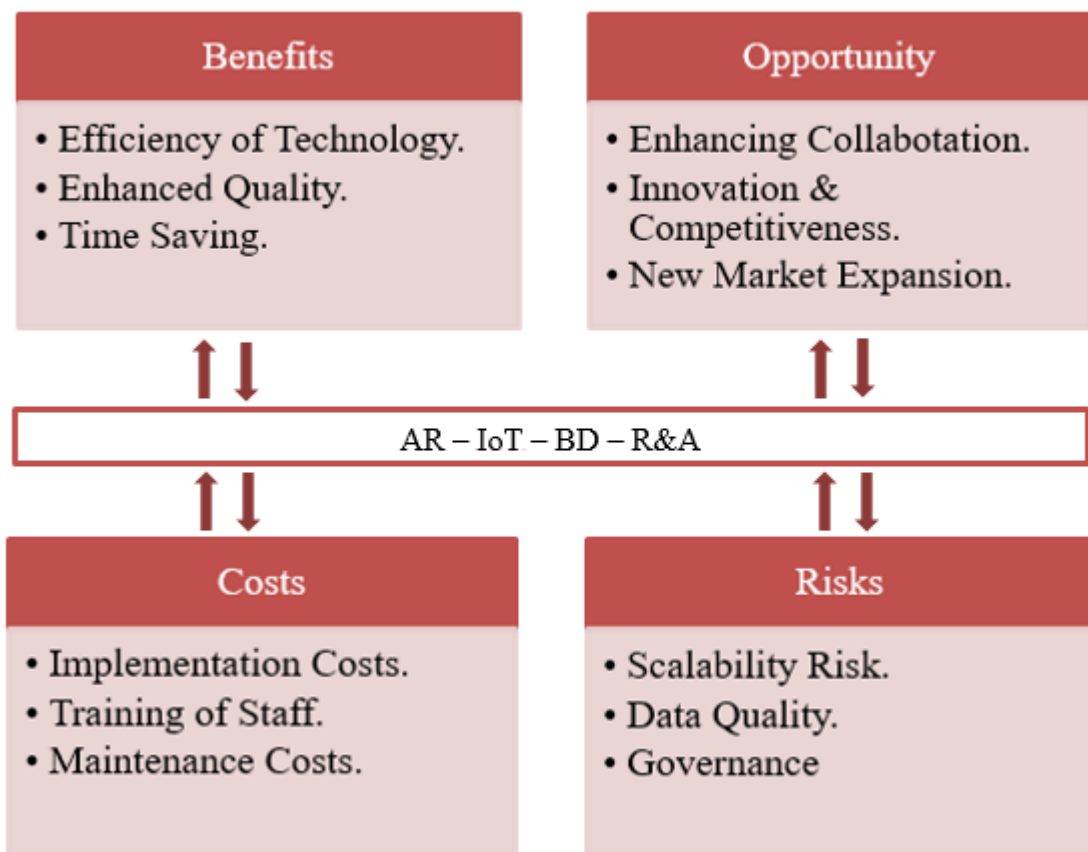 Benefits
• Efficiency of Technology.
• Enhanced Quality.
• Time Saving.
Opportunity
• Enhancing Collabotation.
• Innovation &
Competitiveness.
• New Market Expansion.
AR – IoT – BD – R&A
Costs
• Implementation Costs.
• Training of Staff.
• Maintenance Costs.
Risks
• Scalability Risk.
• Data Quality.
• Governance